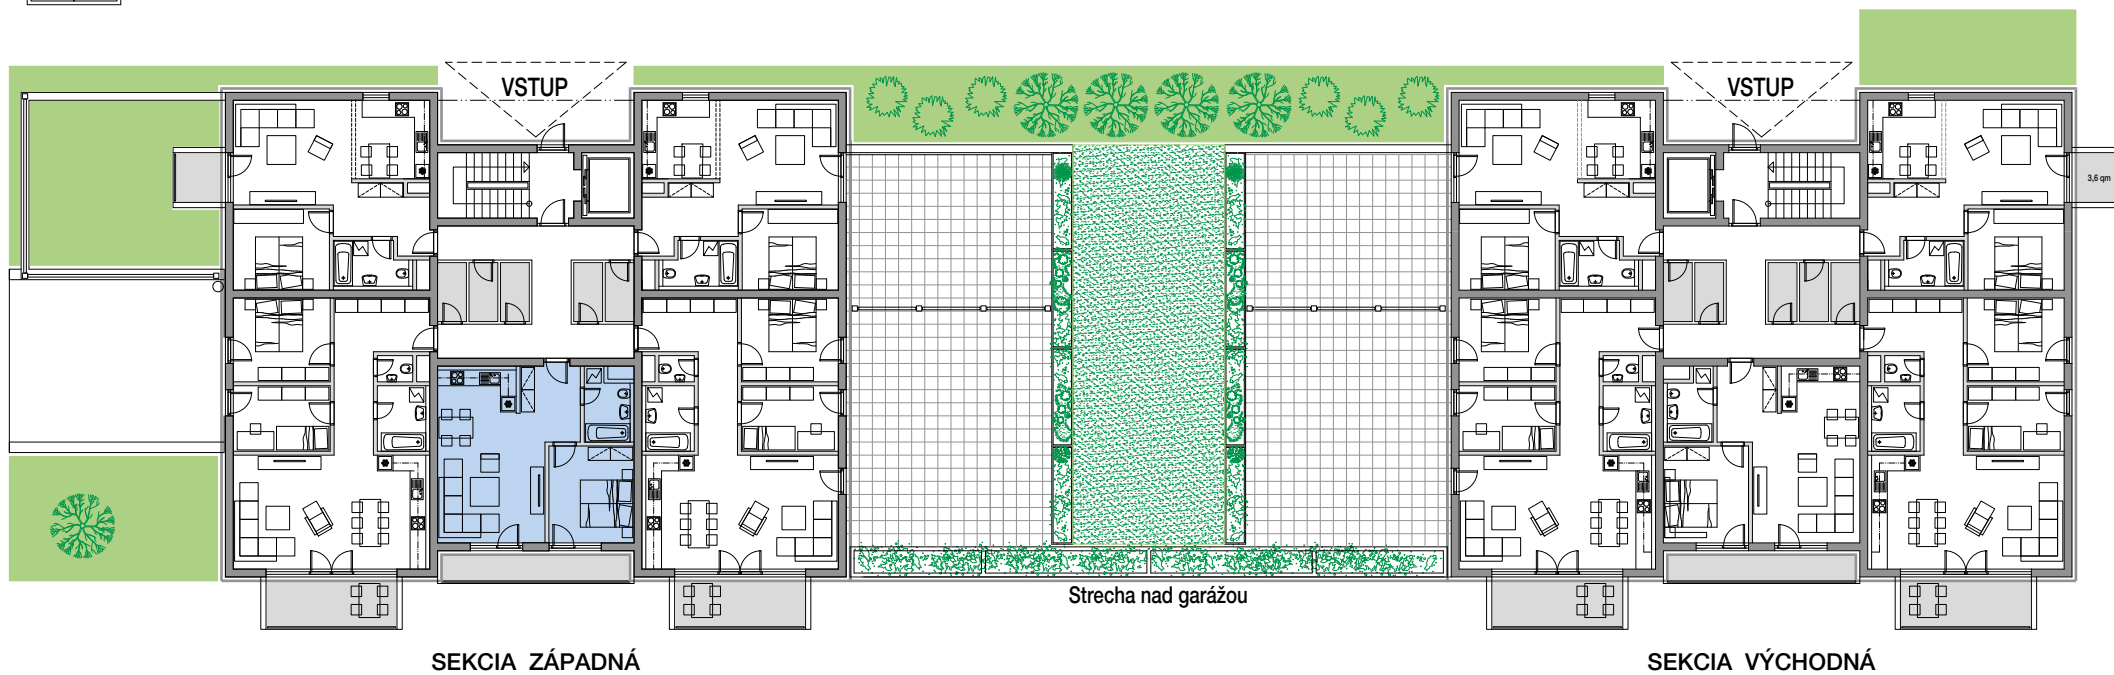 VSTUP
VSTUP
3,6 qm
Strecha nad garážou
SEKCIA ZÁPADNÁ
SEKCIA VÝCHODNÁ